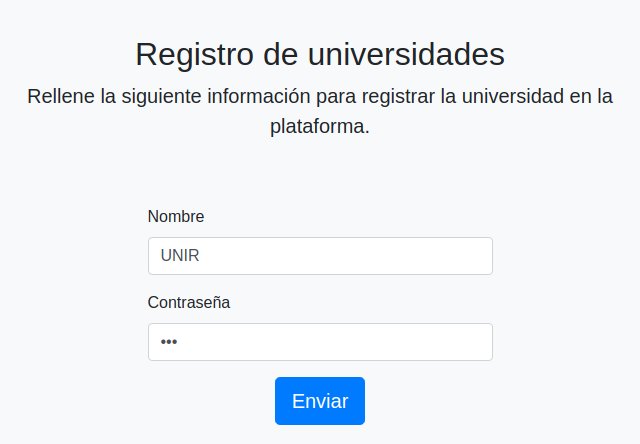 Registro de universidades
Rellene la siguiente información para registrar la universidad en la
plataforma.
Nombre
UNIR
Contraseña
•••
Enviar